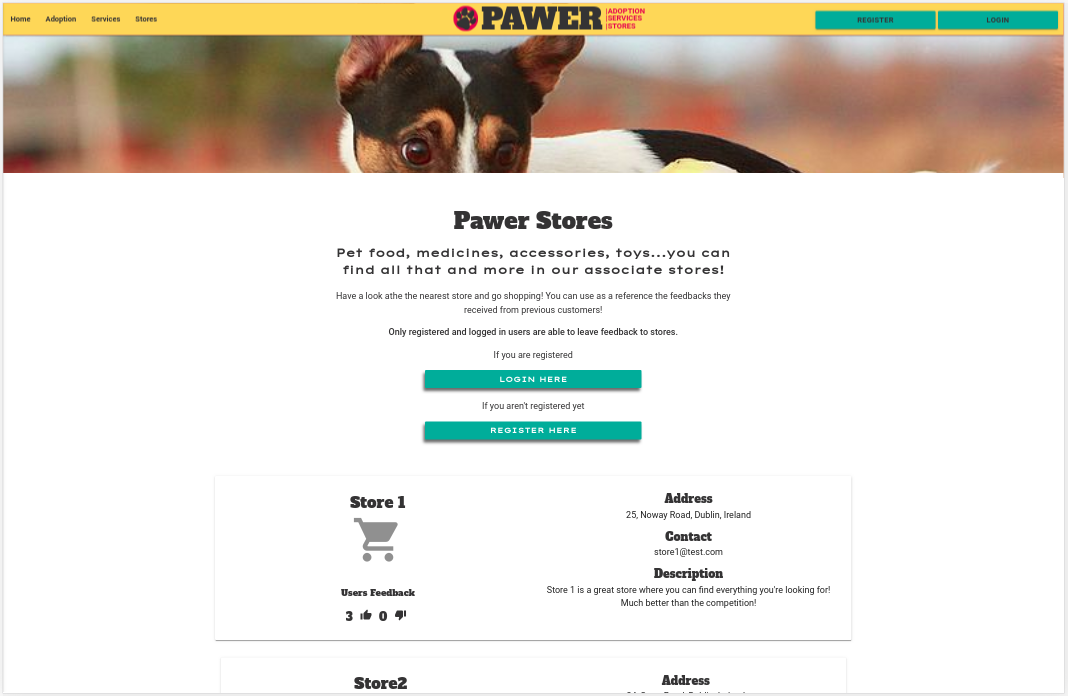 Home Adoption Services Stores
PAWER
|ADOPTION
|SERVICES
|STORES
REGISTER LOGIN
Pawer Stores
Pet food, medicines, accessories, toys...you can
find all that and more in our associate stores!
Have a look athe the nearest store and go shopping! You can use as a reference the feedbacks they
received from previous customers!
Only registered and logged in users are able to leave feedback to stores.
If you are registered
LOGIN HERE
If you aren't registered yet
REGISTER HERE
Store 1
Users Feedback
3 0
Address
25, Noway Road, Dublin, Ireland
Contact
store1@test.com
Description
Store 1 is a great store where you can find everything you're looking for!
Much better than the competition!
Store2
Address